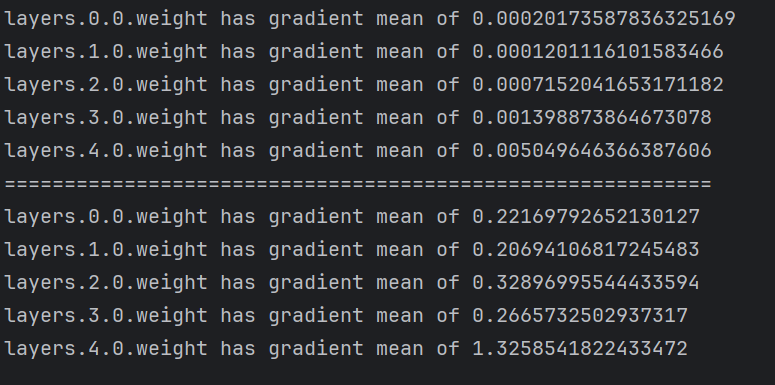 layers.0.0.weight has gradient mean of 0.00020173587836325169
layers.1.0.weight has gradient mean of 0.0001201116101583466
layers.2.0.weight has gradient mean of 0.0007152041653171182
layers.3.0.weight has gradient mean of 0.001398873864673078
layers.4.0.weight has gradient mean of 0.005049646366387606
===========================================================
layers.0.0.weight has gradient mean of 0.22169792652130127
layers.1.0.weight has gradient mean of 0.20694106817245483
layers.2.0.weight has gradient mean of 0.32896995544433594
layers.3.0.weight has gradient mean of 0.2665732502937317
layers.4.0.weight has gradient mean of 1.3258541822433472